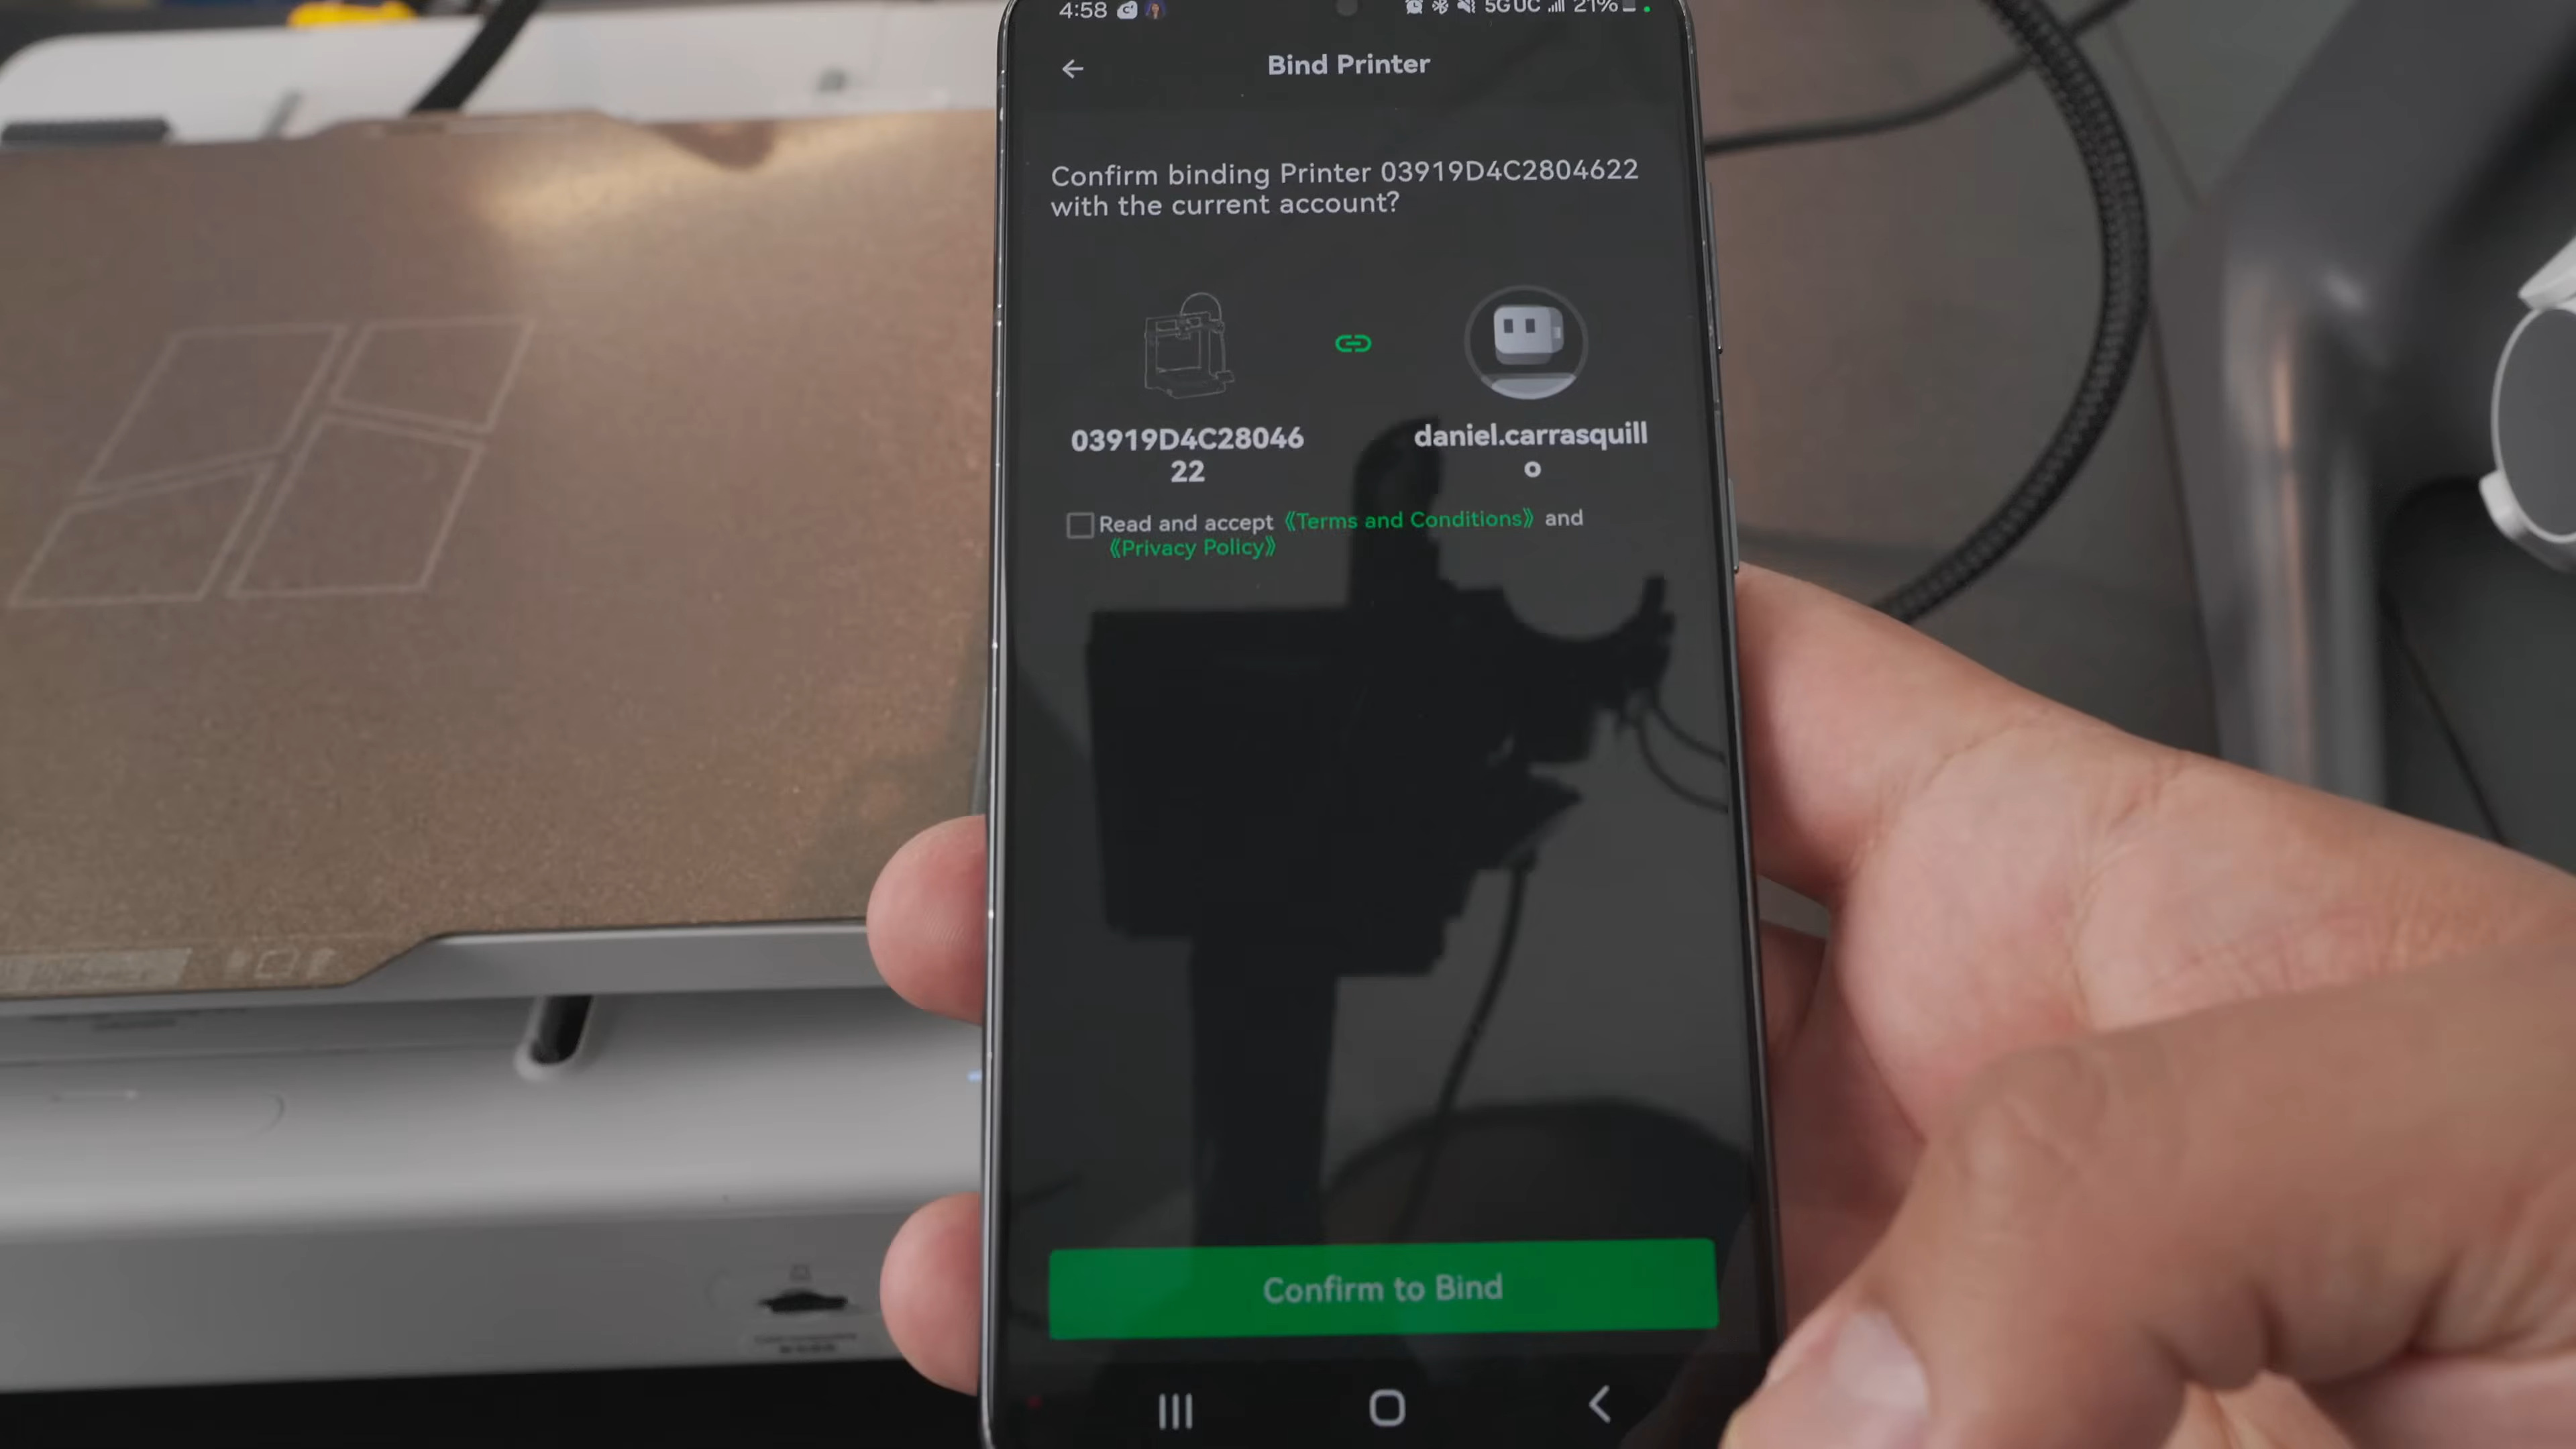 4:58 5G UC 21%
Bind Printer
Confirm binding Printer 03919D4C2804622
with the current account?
03919D4C28046
22
daniel.carrasquill
o
Read and accept 《Terms and Conditions》 and
《Privacy Policy》
Confirm to Bind